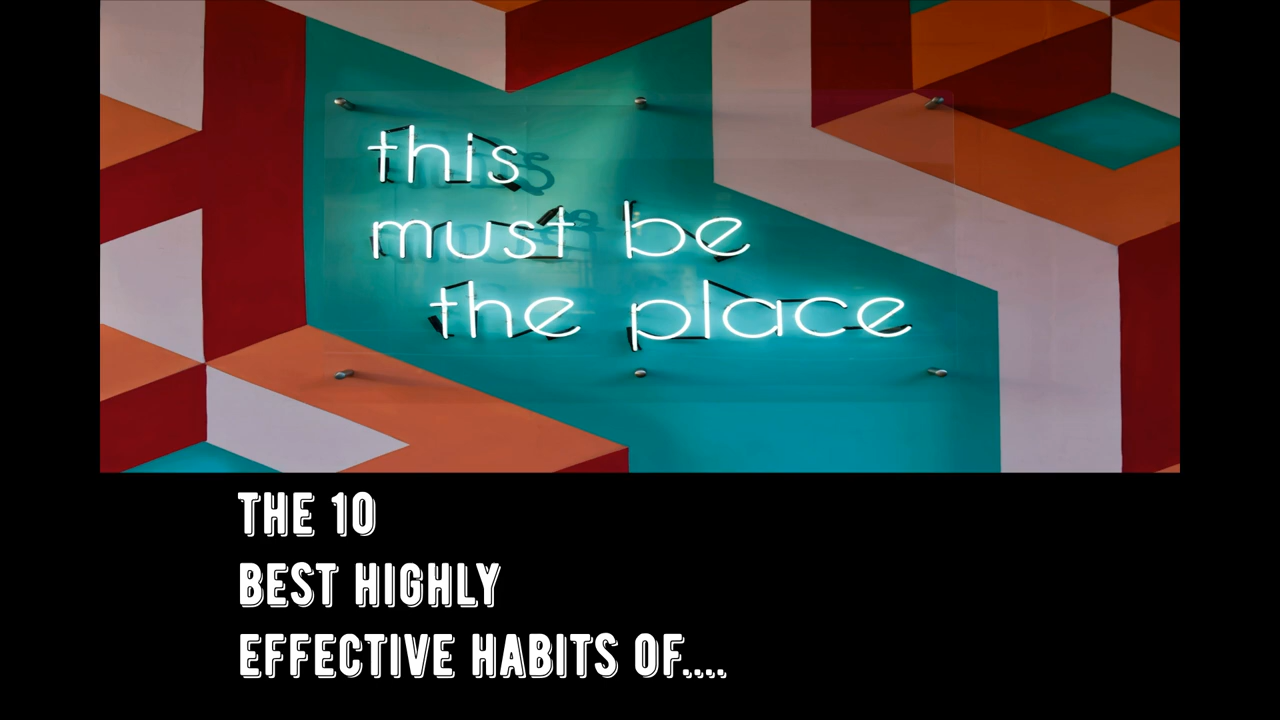 this
must be
the place
THE 10
BEST HIGHLY
EFFECTIVE HABITS OF....